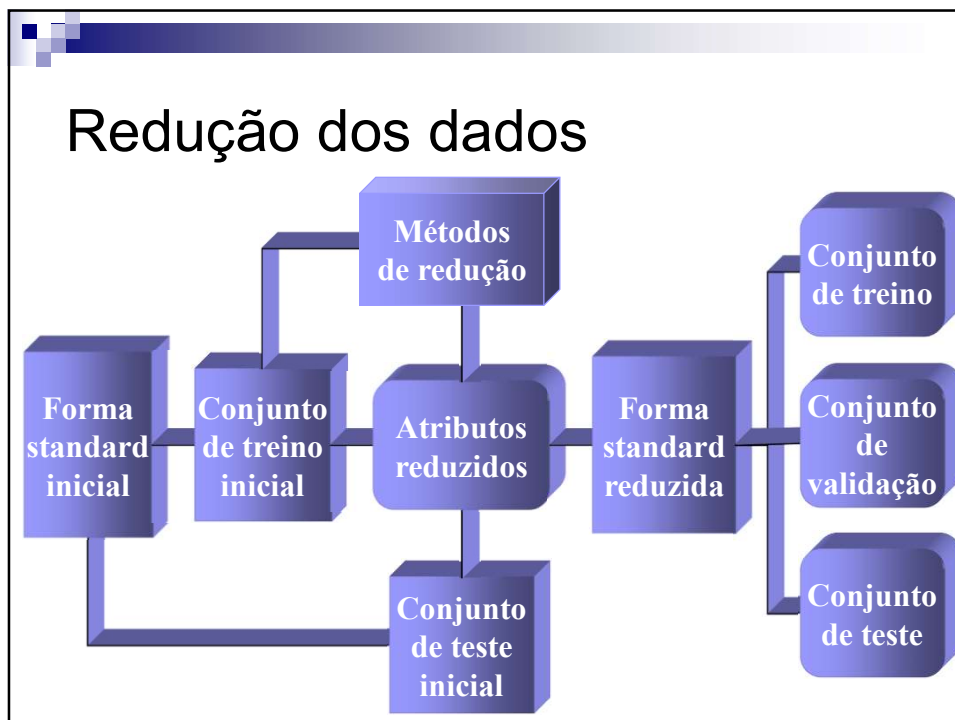 Redução dos dados
Métodos
de redução
Forma
standard
inicial
Conjunto
de treino
inicial
Atributos
reduzidos
Conjunto
de teste
inicial
Forma
standard
reduzida
Conjunto
de treino
Conjunto
de
validação
Conjunto
de teste